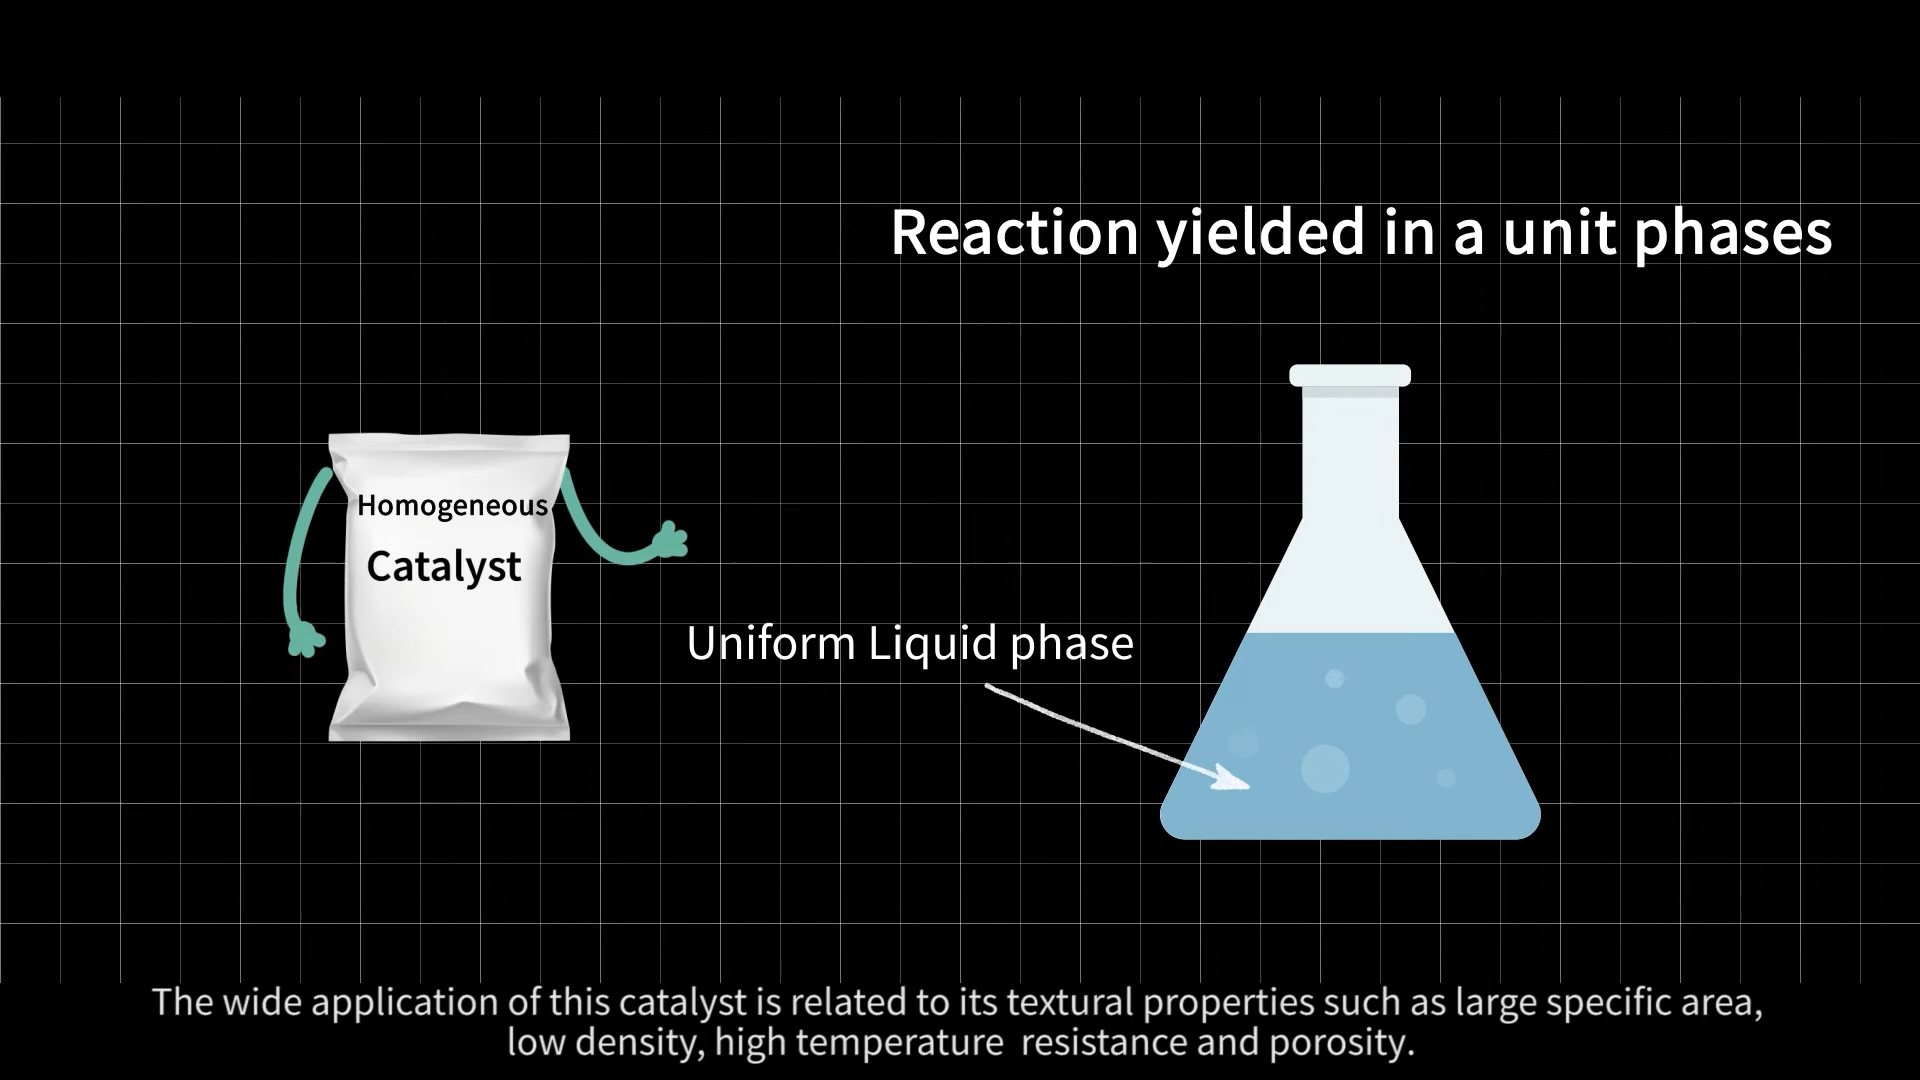 Reaction yielded in a unit phases
Homogeneous
Catalyst
Uniform Liquid phase
The wide application of this catalyst is related to its textural properties such as large specific area,
low density, high temperature  resistance and porosity.